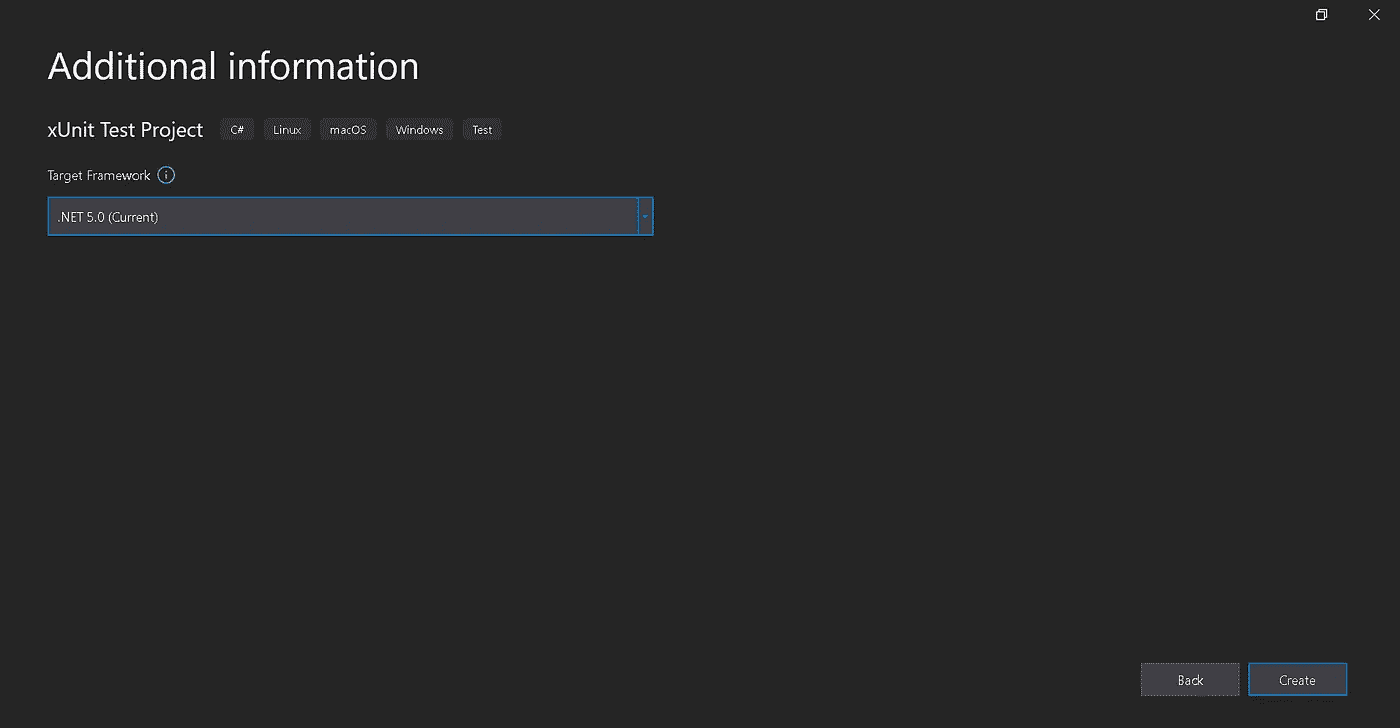 Additional information
xUnit Test Project C# Linux macOS Windows Test
Target Framework
.NET 5.0 (Current)
Back Create